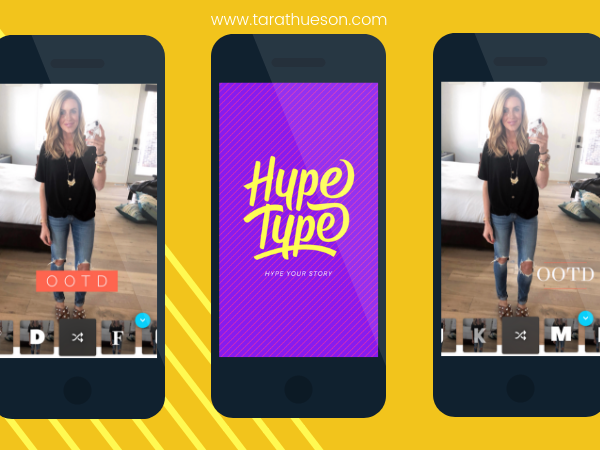 www.tarathueson.com
OOTD
D
F
Hype
Type
HYPE YOUR STORY
OOTD
K
M